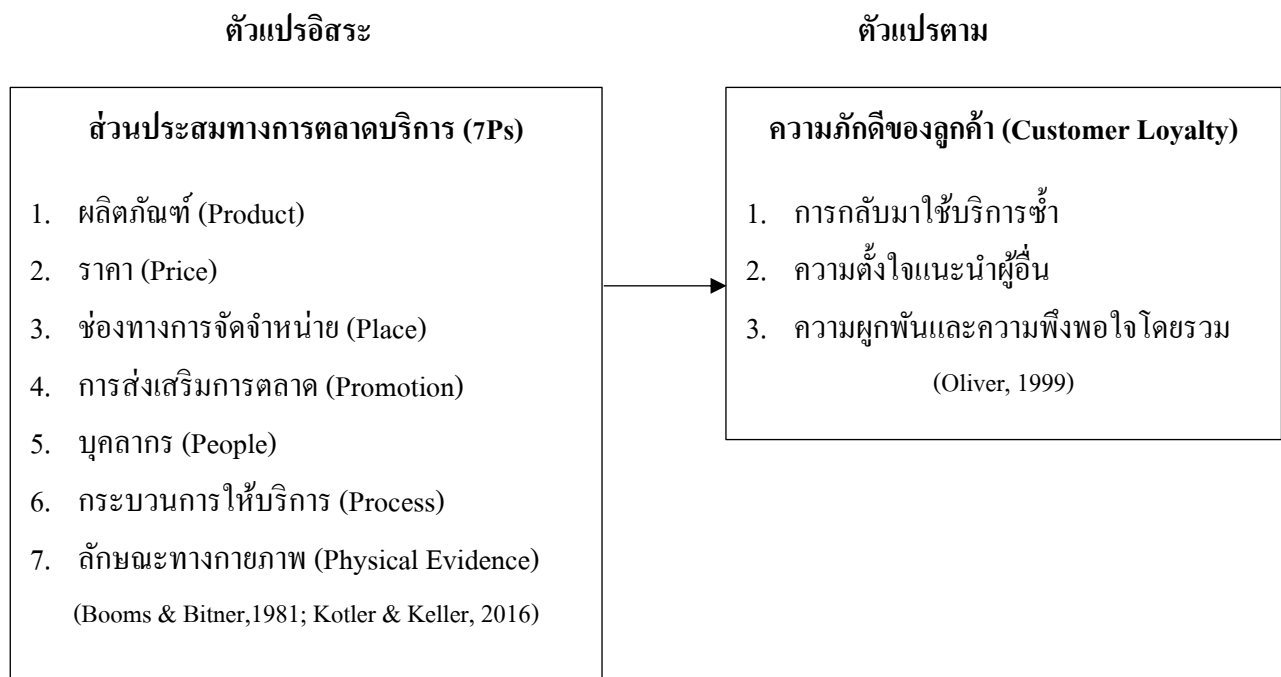 ตัวแปรอิสระ
ตัวแปรตาม
ส่วนประสมทางการตลาดบริการ (7Ps)
1. ผลิตภัณฑ์ (Product)
2. ราคา (Price)
3. ช่องทางการจัดจำหน่าย (Place)
4. การส่งเสริมการตลาด (Promotion)
5. บุคลากร (People)
6. กระบวนการให้บริการ (Process)
7. ลักษณะทางกายภาพ (Physical Evidence)
(Booms & Bitner,1981; Kotler & Keller, 2016)
ความภักดีของลูกค้า (Customer Loyalty)
1. การกลับมาใช้บริการซ้ำ
2. ความตั้งใจแนะนำผู้อื่น
3. ความผูกพันและความพึงพอใจโดยรวม
(Oliver, 1999)